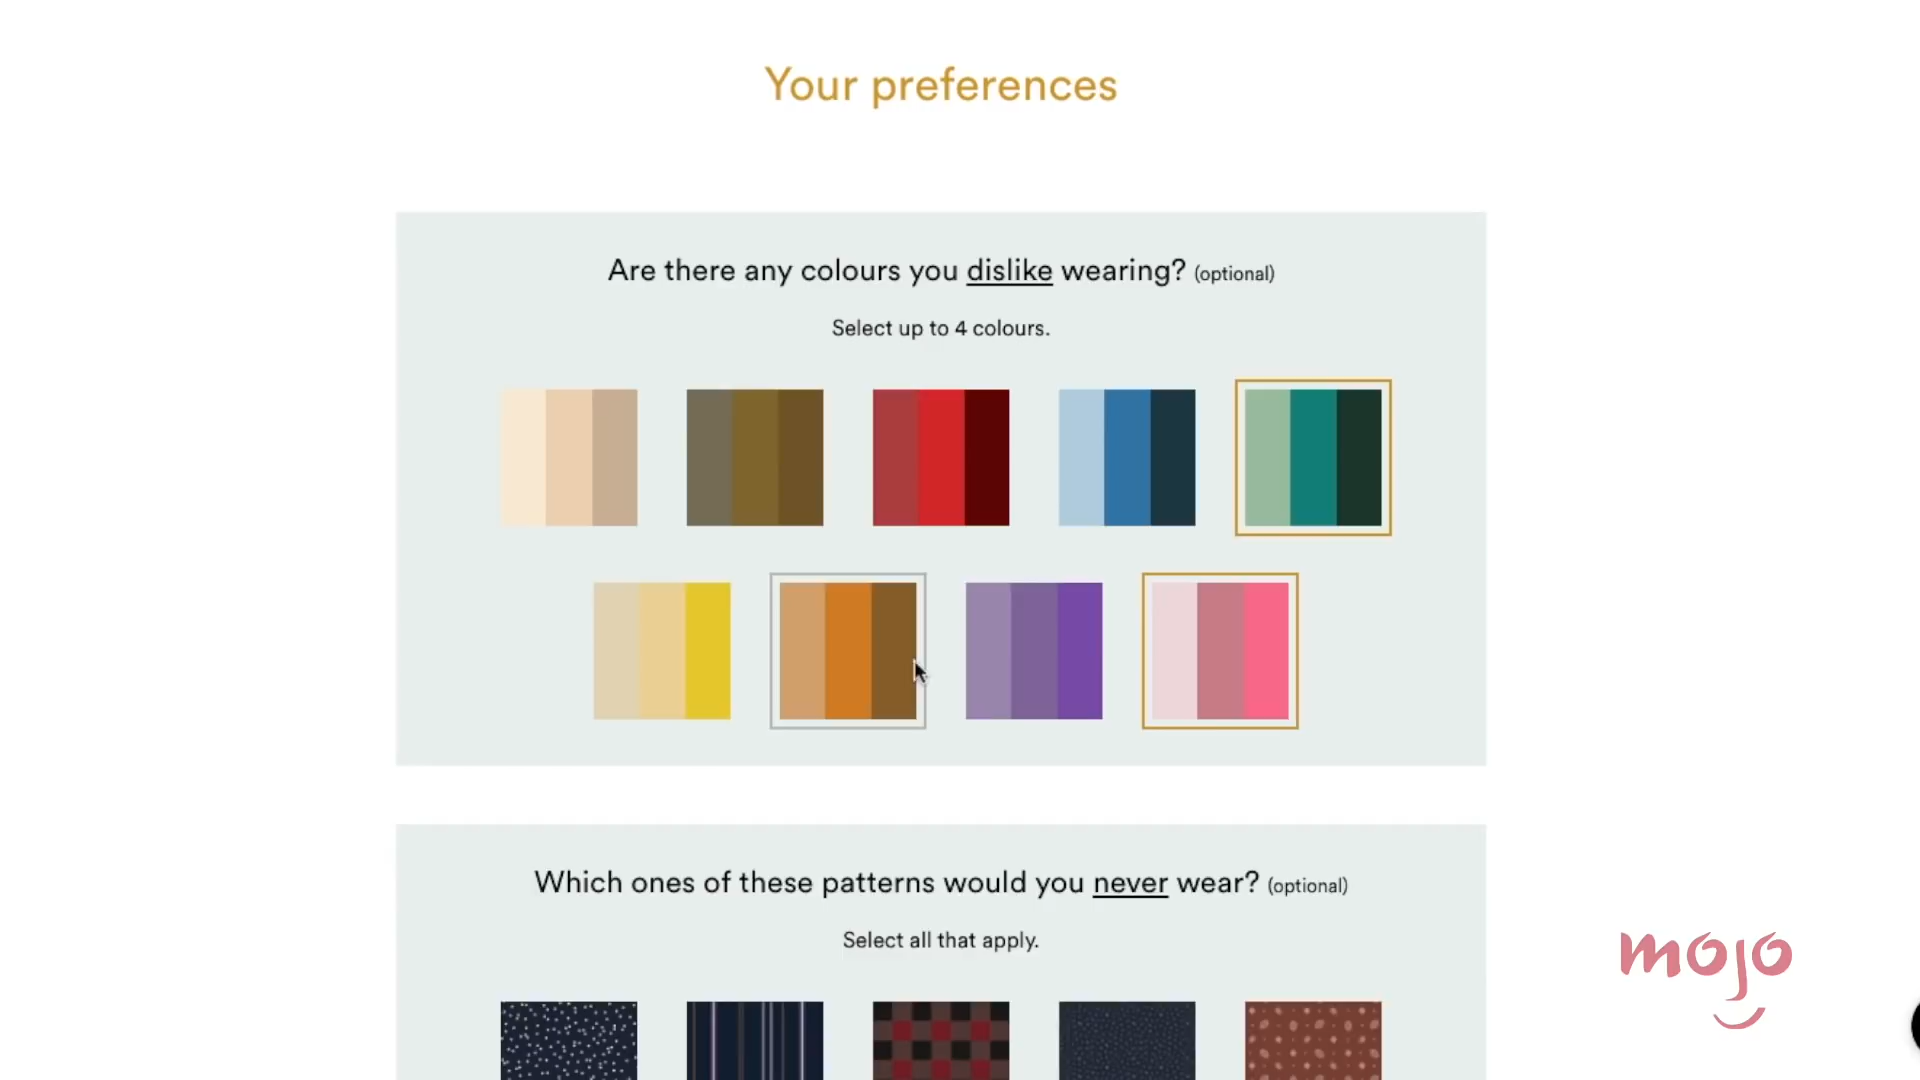 Your preferences
Are there any colours you dislike wearing? (optional)
Select up to 4 colours.
Which ones of these patterns would you never wear? (optional)
Select all that apply.
mojo